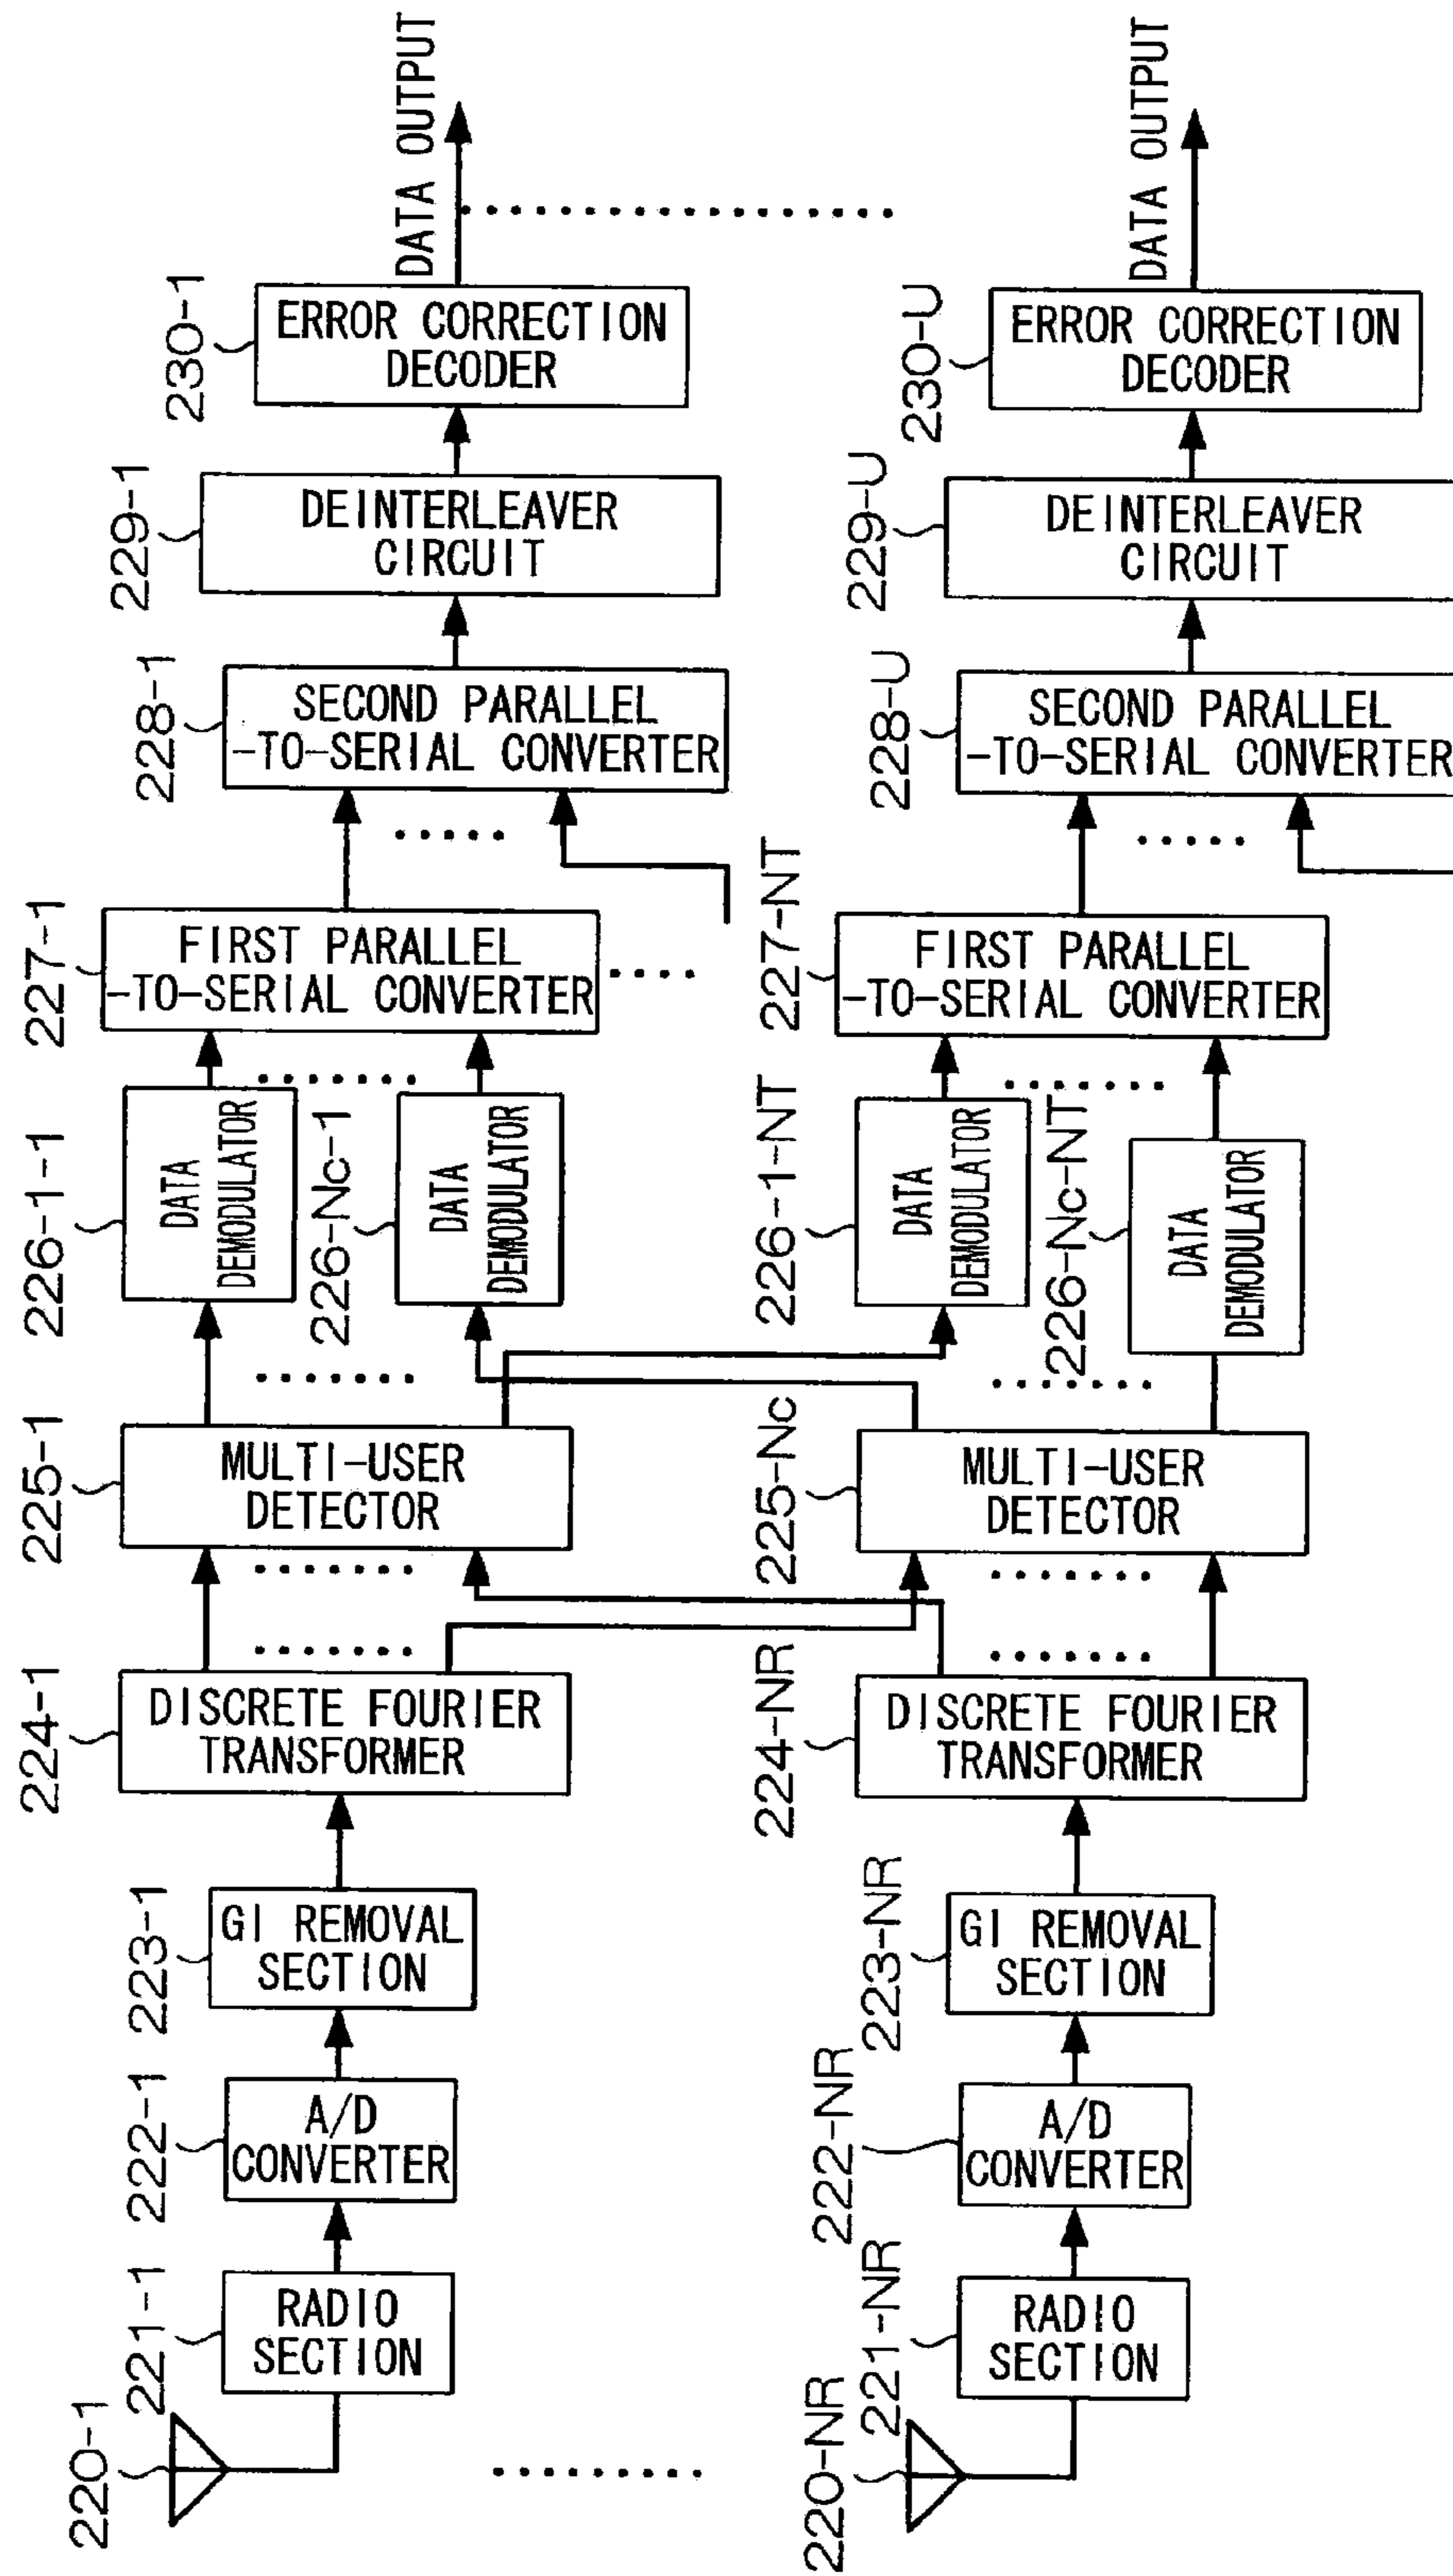 DATA OUTPUT
DATA OUTPUT
230-1
ERROR CORRECTION
DECODER
230-U
ERROR CORRECTION
DECODER
229-1
DEINTERLEAVER
CIRCUIT
229-U
DEINTERLEAVER
CIRCUIT
228-1
SECOND PARALLEL
-TO-SERIAL CONVERTER
228-U
SECOND PARALLEL
-TO-SERIAL CONVERTER
227-1
FIRST PARALLEL
-TO-SERIAL CONVERTER
227-NT
FIRST PARALLEL
-TO-SERIAL CONVERTER
226-1-1
DATA
DEMODULATOR
226-Nc-1
DATA
DEMODULATOR
226-1-NT
DATA
DEMODULATOR
226-Nc-NT
DATA
DEMODULATOR
225-1
MULTI-USER
DETECTOR
225-Nc
MULTI-USER
DETECTOR
224-1
DISCRETE FOURIER
TRANSFORMER
224-NR
DISCRETE FOURIER
TRANSFORMER
223-1
GI REMOVAL
SECTION
223-NR
GI REMOVAL
SECTION
222-1
A/D
CONVERTER
222-NR
A/D
CONVERTER
221-1
RADIO
SECTION
221-NR
RADIO
SECTION
220-1
220-NR